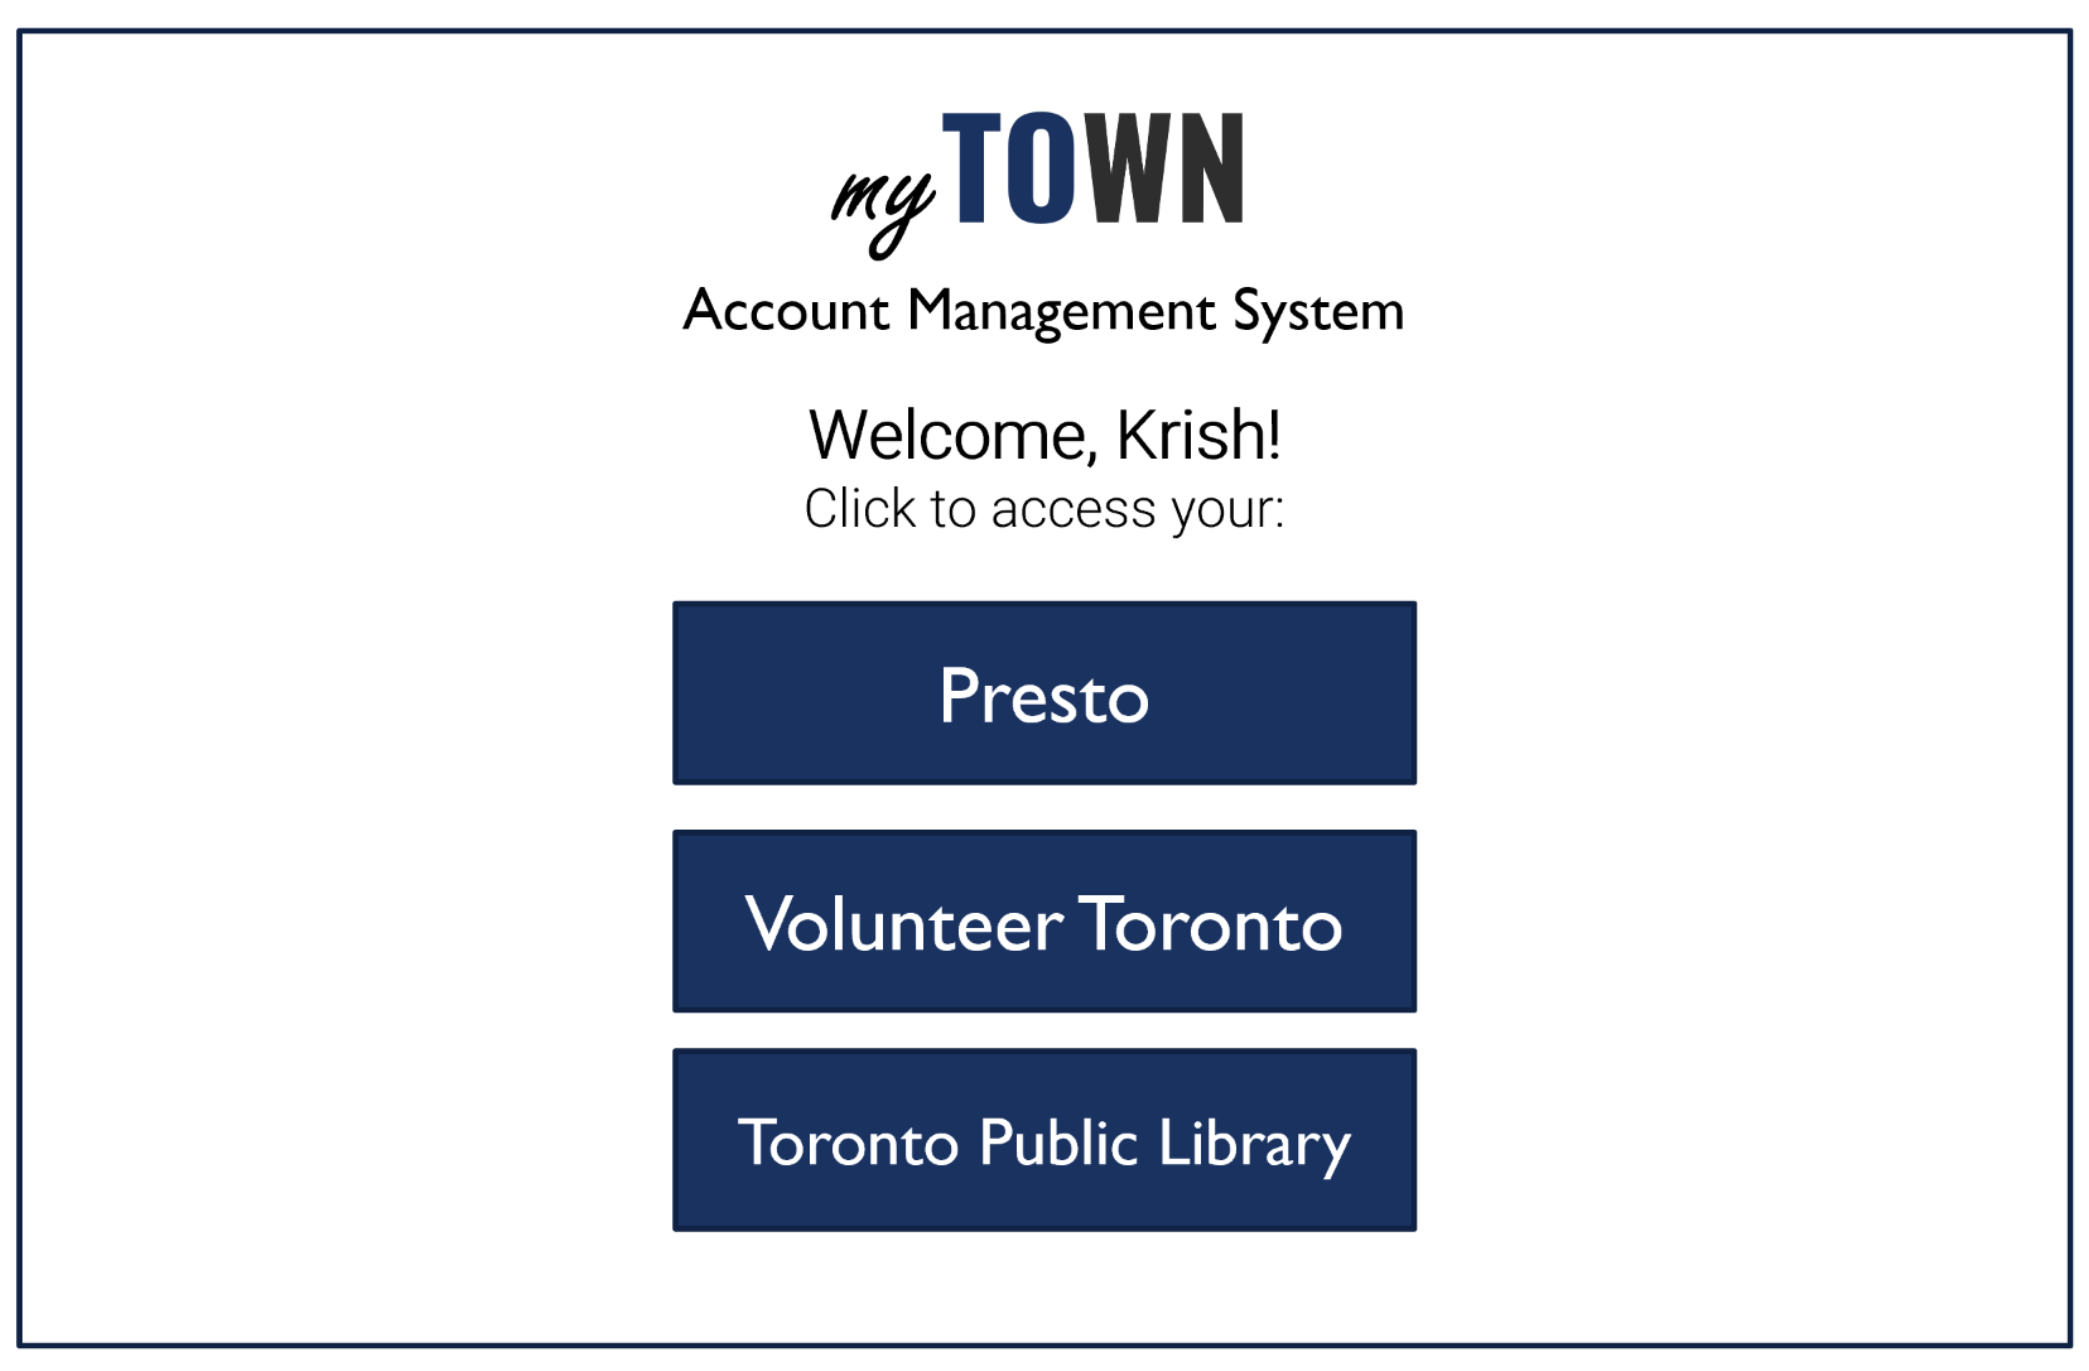 myTOWN
Account Management System
Welcome, Krish!
Click to access your:
Presto
Volunteer Toronto
Toronto Public Library